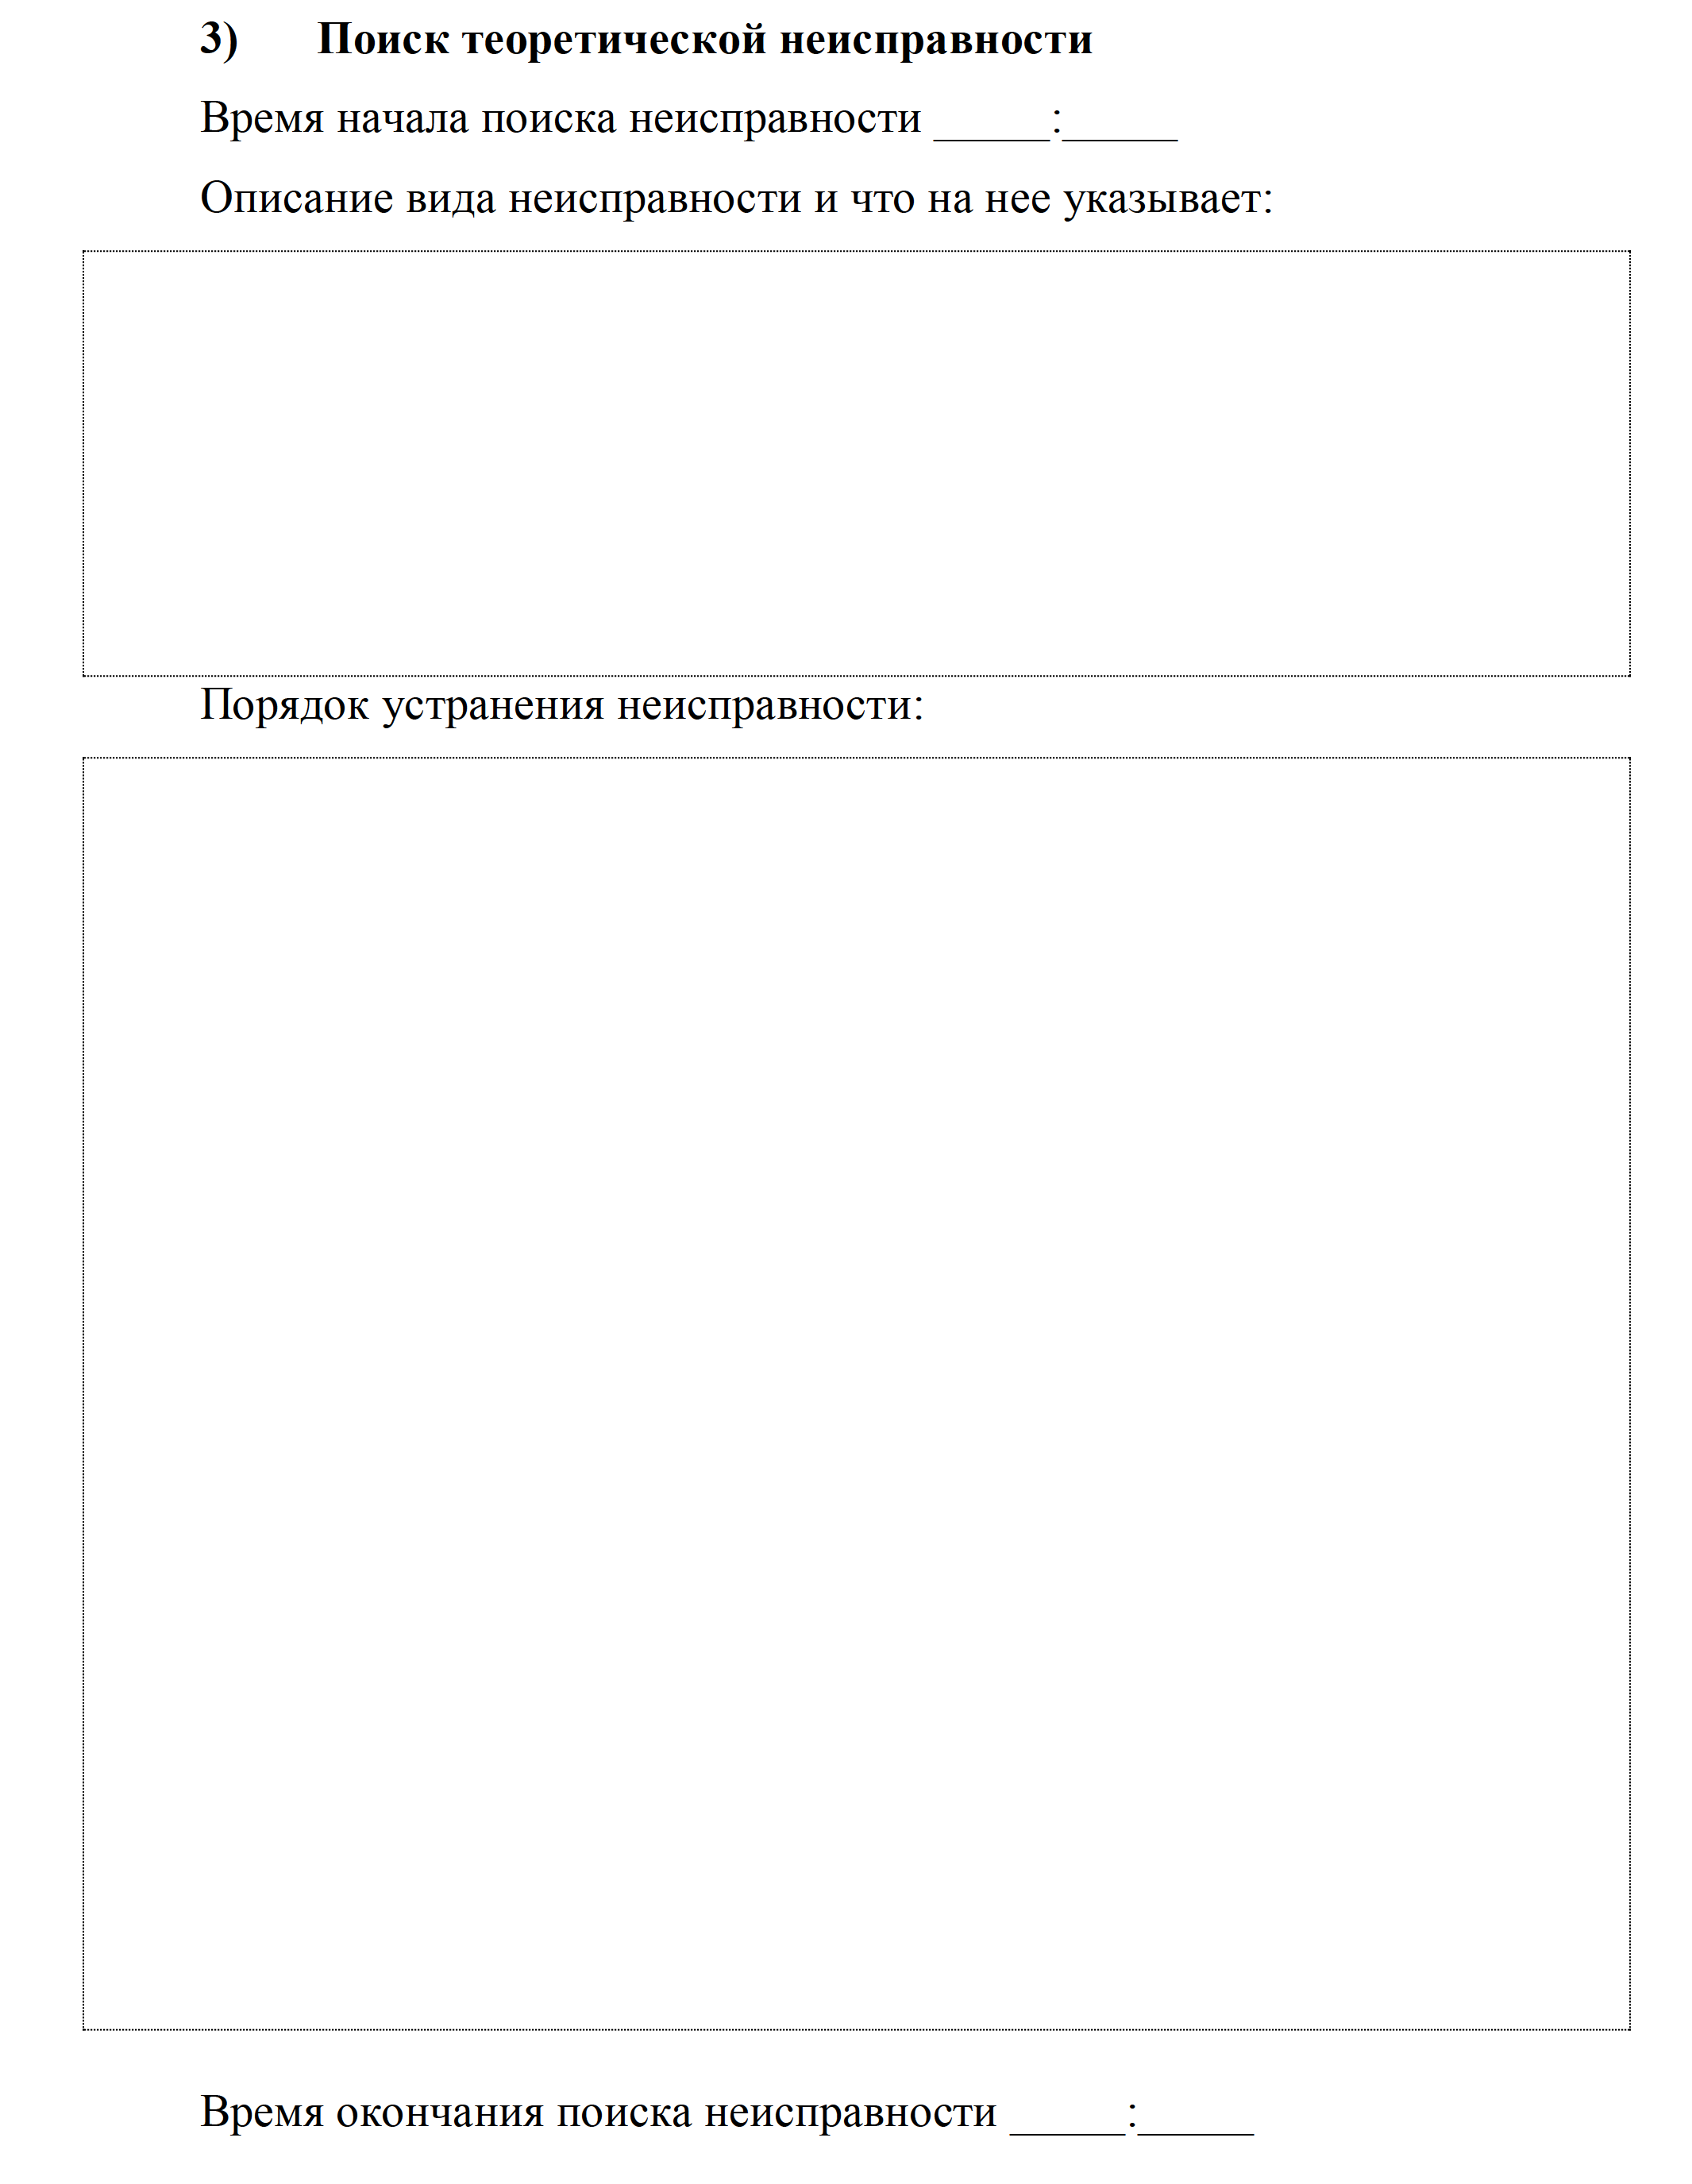 3) Поиск теоретической неисправности
Время начала поиска неисправности _____:_____
Описание вида неисправности и что на нее указывает:
Порядок устранения неисправности:
Время окончания поиска неисправности _____:_____